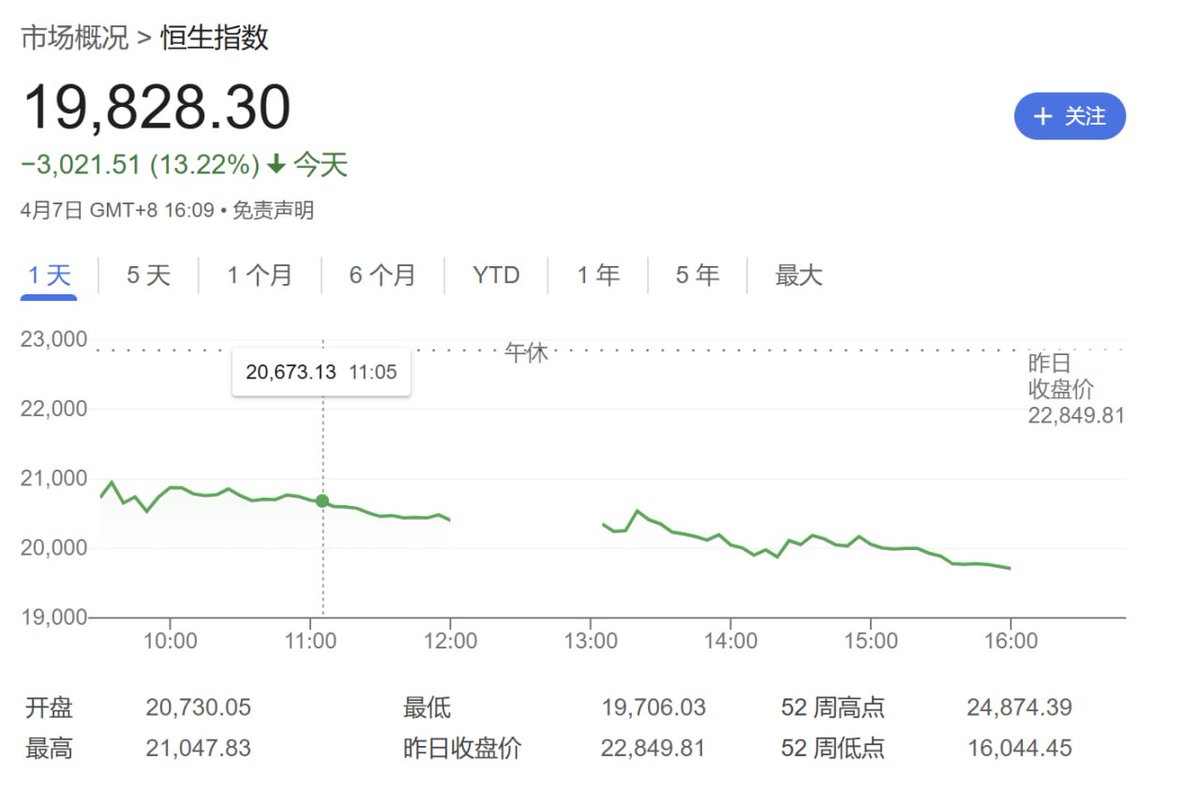 市场概况 > 恒生指数
19,828.30
+ 关注
−3,021.51 (13.22%) ↓ 今天
4月7日 GMT+8 16:09 • 免责声明
1 天 5 天 1 个月 6 个月 YTD 1 年 5 年 最大
23,000
午休
20,673.13 11:05
昨日
收盘价
22,849.81
22,000
21,000
20,000
19,000
10:00 11:00 12:00 13:00 14:00 15:00 16:00
开盘 20,730.05 最低 19,706.03 52 周高点 24,874.39
最高 21,047.83 昨日收盘价 22,849.81 52 周低点 16,044.45